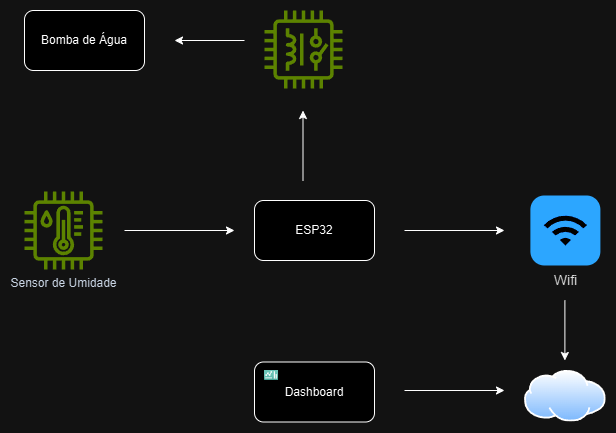 Bomba de Água
ESP32
Sensor de Umidade
Wifi
Dashboard